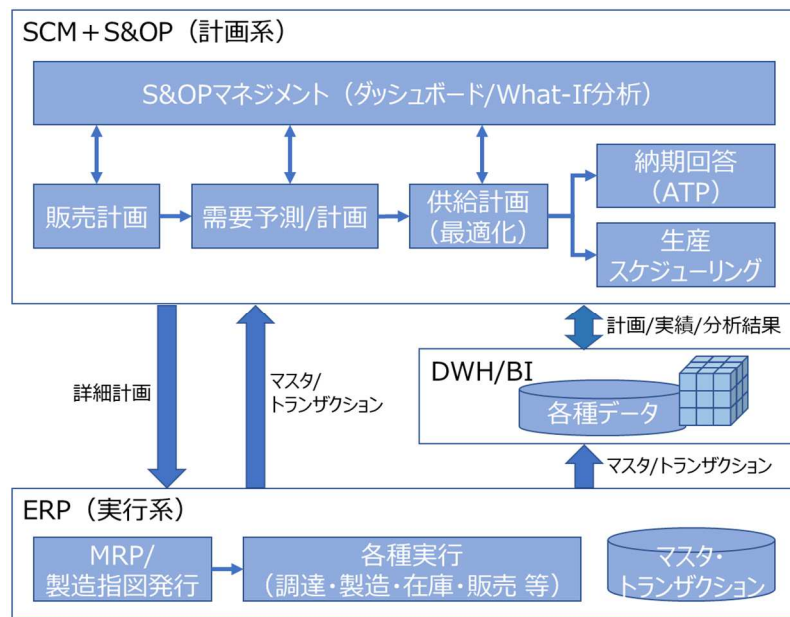 SCM+S&OP（計画系）
S&OPマネジメント（ダッシュボード/What-If分析）
販売計画
需要予測/計画
供給計画
（最適化）
納期回答
（ATP）
生産
スケジューリング
詳細計画
マスタ/
トランザクション
計画/実績/分析結果
DWH/BI
各種データ
マスタ/トランザクション
ERP（実行系）
MRP/
製造指図発行
各種実行
（調達・製造・在庫・販売 等）
マスタ・
トランザクション